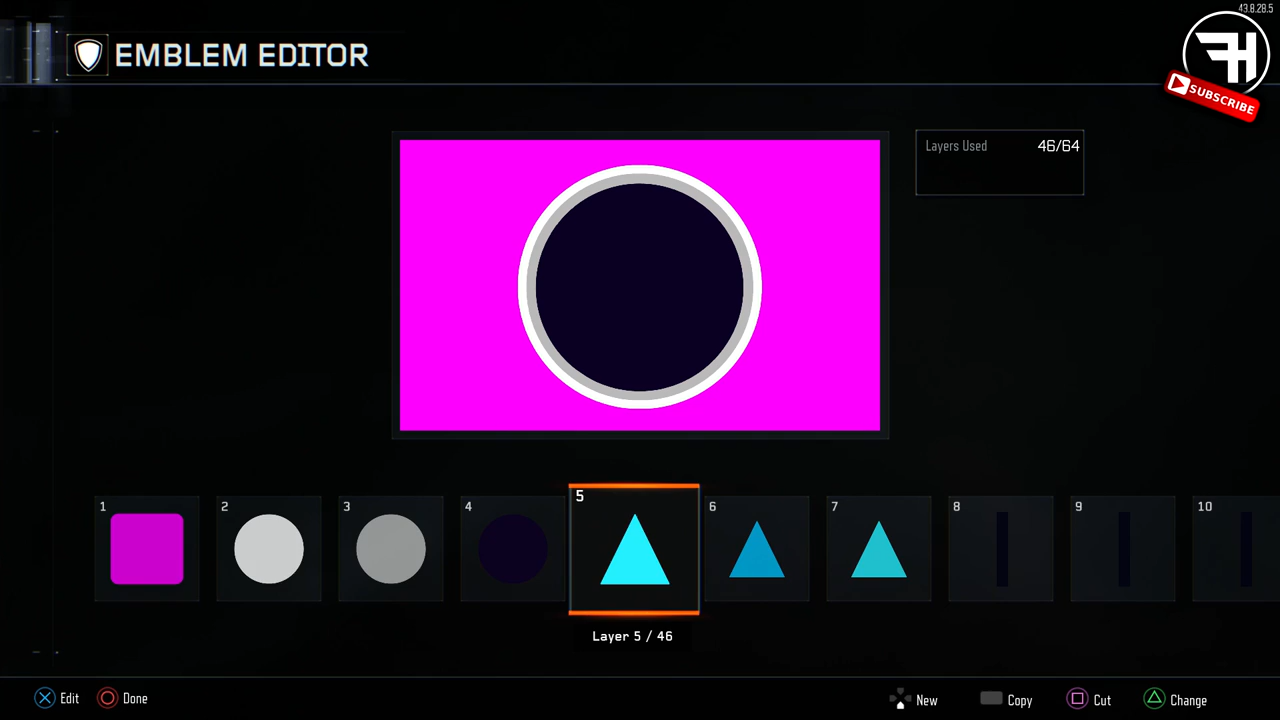 43.8.28.5
EMBLEM EDITOR
FH
SUBSCRIBE
Layers Used 46/64
1 2 3 4 5 6 7 8 9 10
Layer 5 / 46
Edit Done New Copy Cut Change